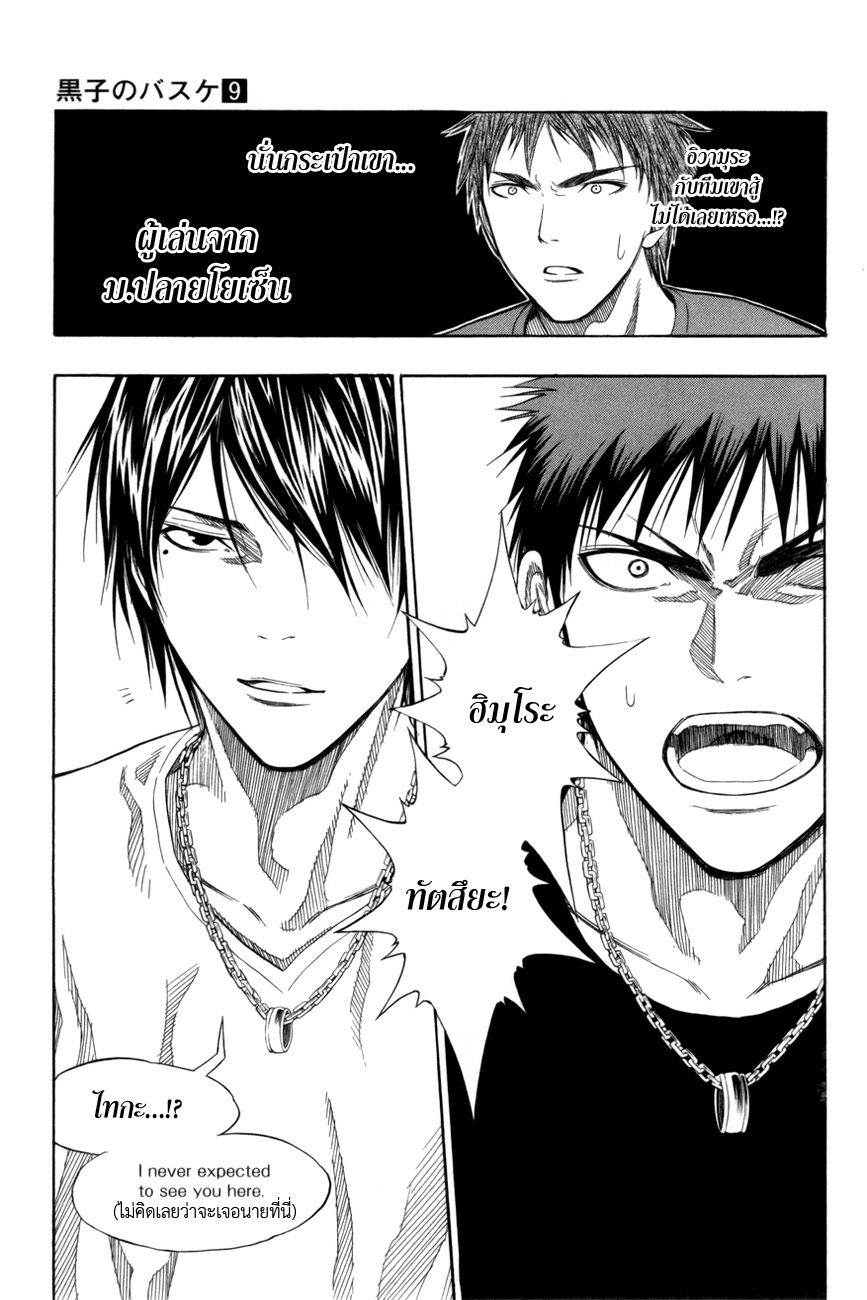 黒子のバスケ9
อิวามุระ
กับทีมเขาสู้
ไม่ได้เลยเหรอ...!?
นั่นกระเป๋าเขา...
ผู้เล่นจาก
ม.ปลายโยเซ็น
ฮิมุโระ
ทัตสึยะ!
ไทกะ...!?
I never expected
to see you here.
(ไม่คิดเลยว่าจะเจอนายที่นี่)